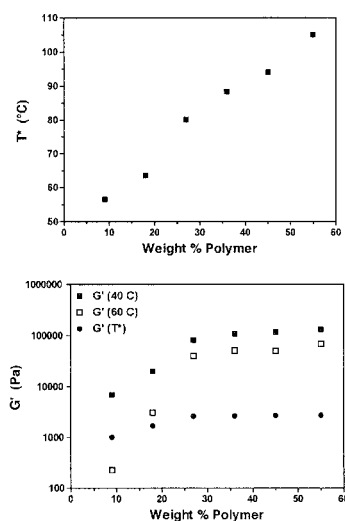 110
100
90
80
70
60
50
T* (°C)
0 10 20 30 40 50 60
Weight % Polymer
1000000
100000
10000
1000
100
G' (Pa)
G' (40 C)
G' (60 C)
G' (T*)
0 10 20 30 40 50 60
Weight % Polymer